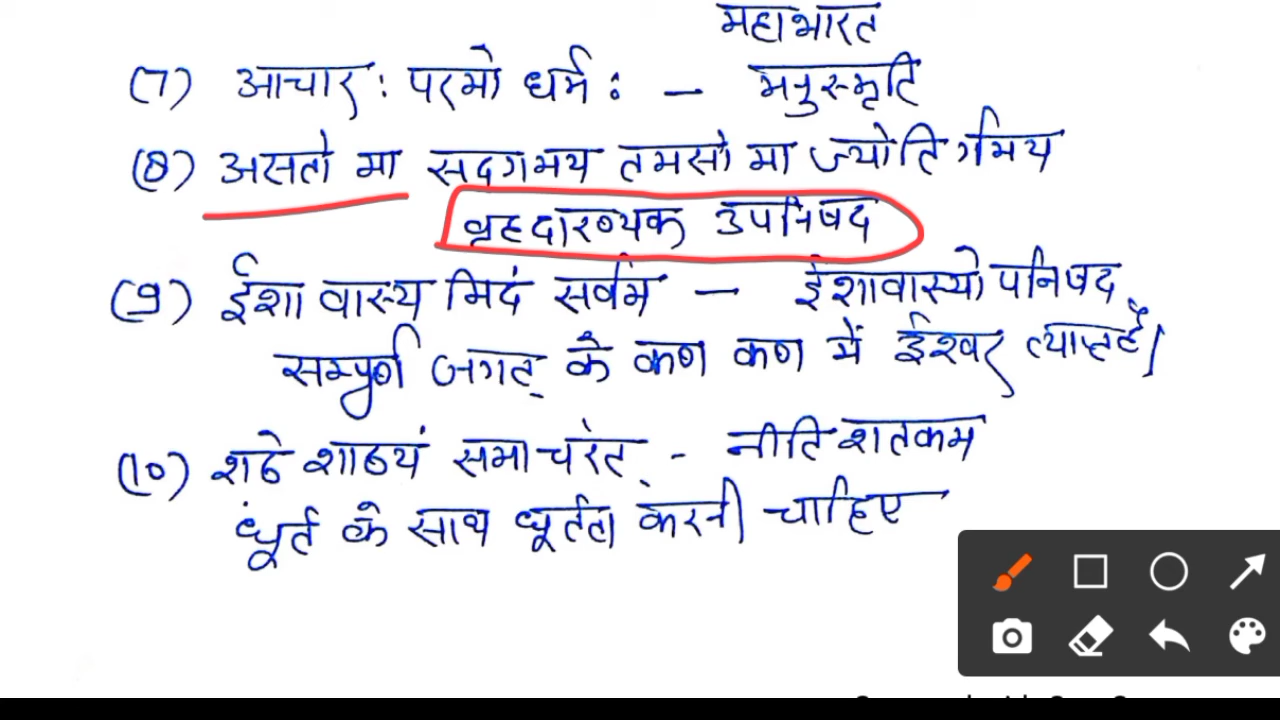 महाभारत
(7) आचार: परमो धर्म: - मनुस्मृति
(8) असतो मा सदगमय तमसो मा ज्योति र्गमय
वृहदारण्यक उपनिषद
(9) ईशा वास्य मिदं सर्वम - ईशावास्यो पनिषद
सम्पूर्ण जगत् के कण कण में ईश्वर व्याप्त है।
(10) शठे शाठयं समाचरेत् - नीति शतकम
धूर्त के साथ धूर्तता करनी चाहिए